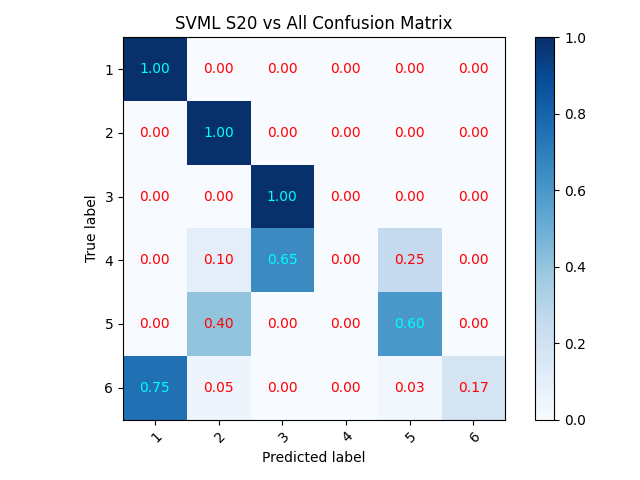 SVML S20 vs All Confusion Matrix
1 1.00 0.00 0.00 0.00 0.00 0.00
2 0.00 1.00 0.00 0.00 0.00 0.00
3 0.00 0.00 1.00 0.00 0.00 0.00
4 0.00 0.10 0.65 0.00 0.25 0.00
5 0.00 0.40 0.00 0.00 0.60 0.00
6 0.75 0.05 0.00 0.00 0.03 0.17
1 2 3 4 5 6
True label
Predicted label
1.0
0.8
0.6
0.4
0.2
0.0